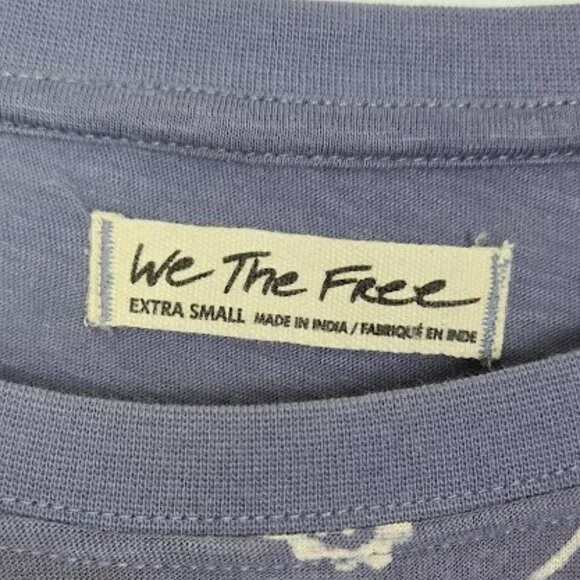 We The Free
EXTRA SMALL MADE IN INDIA / FABRIQUÉ EN INDE